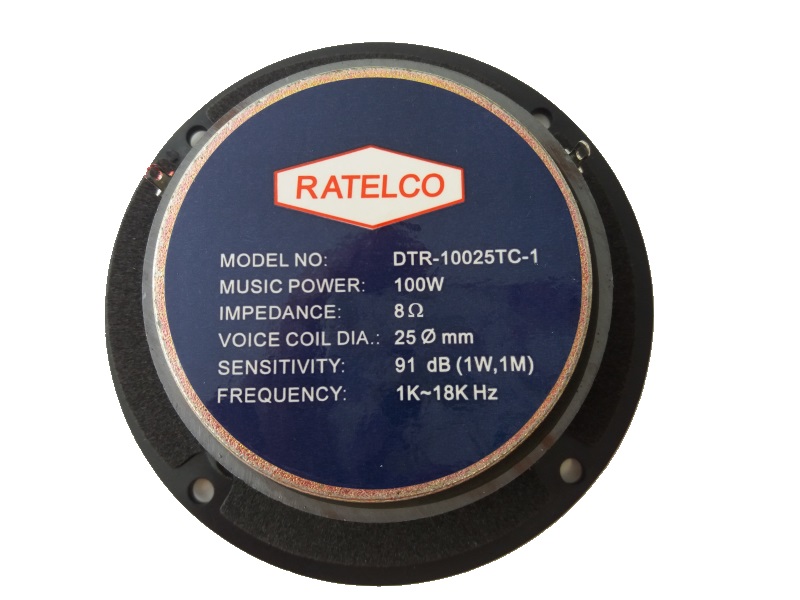 RATELCO
MODEL NO: DTR-10025TC-1
MUSIC POWER: 100W
IMPEDANCE: 8Ω
VOICE COIL DIA.: 25 Ø mm
SENSITIVITY: 91 dB (1W,1M)
FREQUENCY: 1K~18K Hz